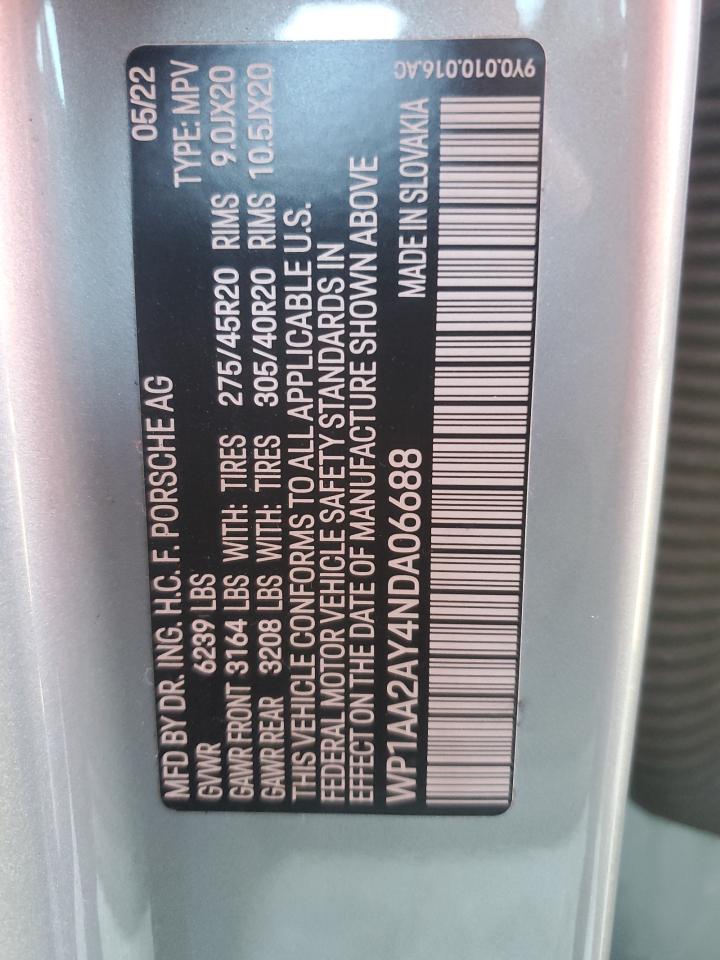 9Y0.010.016.AC
MFD BY DR. ING. H.C. F. PORSCHE AG 05/22
GVWR 6239 LBS TYPE: MPV
GAWR FRONT 3164 LBS WITH: TIRES 275/45R20 RIMS 9.0JX20
GAWR REAR 3208 LBS WITH: TIRES 305/40R20 RIMS 10.5JX20
THIS VEHICLE CONFORMS TO ALL APPLICABLE U.S.
FEDERAL MOTOR VEHICLE SAFETY STANDARDS IN
EFFECT ON THE DATE OF MANUFACTURE SHOWN ABOVE
WP1AA2AY4NDA06688 MADE IN SLOVAKIA